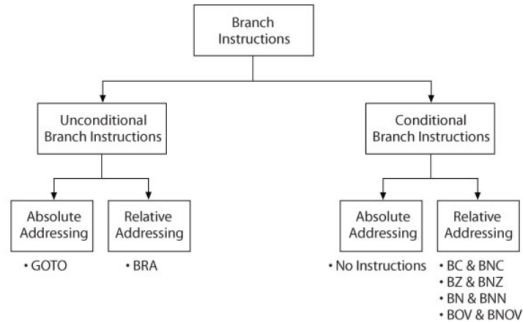 Branch
Instructions
Unconditional
Branch Instructions
Conditional
Branch Instructions
Absolute
Addressing
Relative
Addressing
Absolute
Addressing
Relative
Addressing
• GOTO
• BRA
• No Instructions
• BC & BNC
• BZ & BNZ
• BN & BNN
• BOV & BNOV